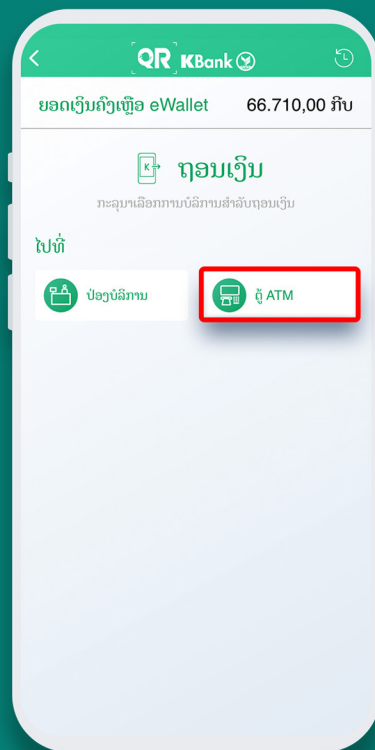 QR KBank
ຍອດເງິນຄົງເຫຼືອ eWallet 66.710,00 ກີບ
K ຖອນເງິນ
ກະລຸນາເລືອກການບໍລິການສຳລັບຖອນເງິນ
ໄປທີ່
ປ່ອງບໍລິການ ຕູ້ ATM